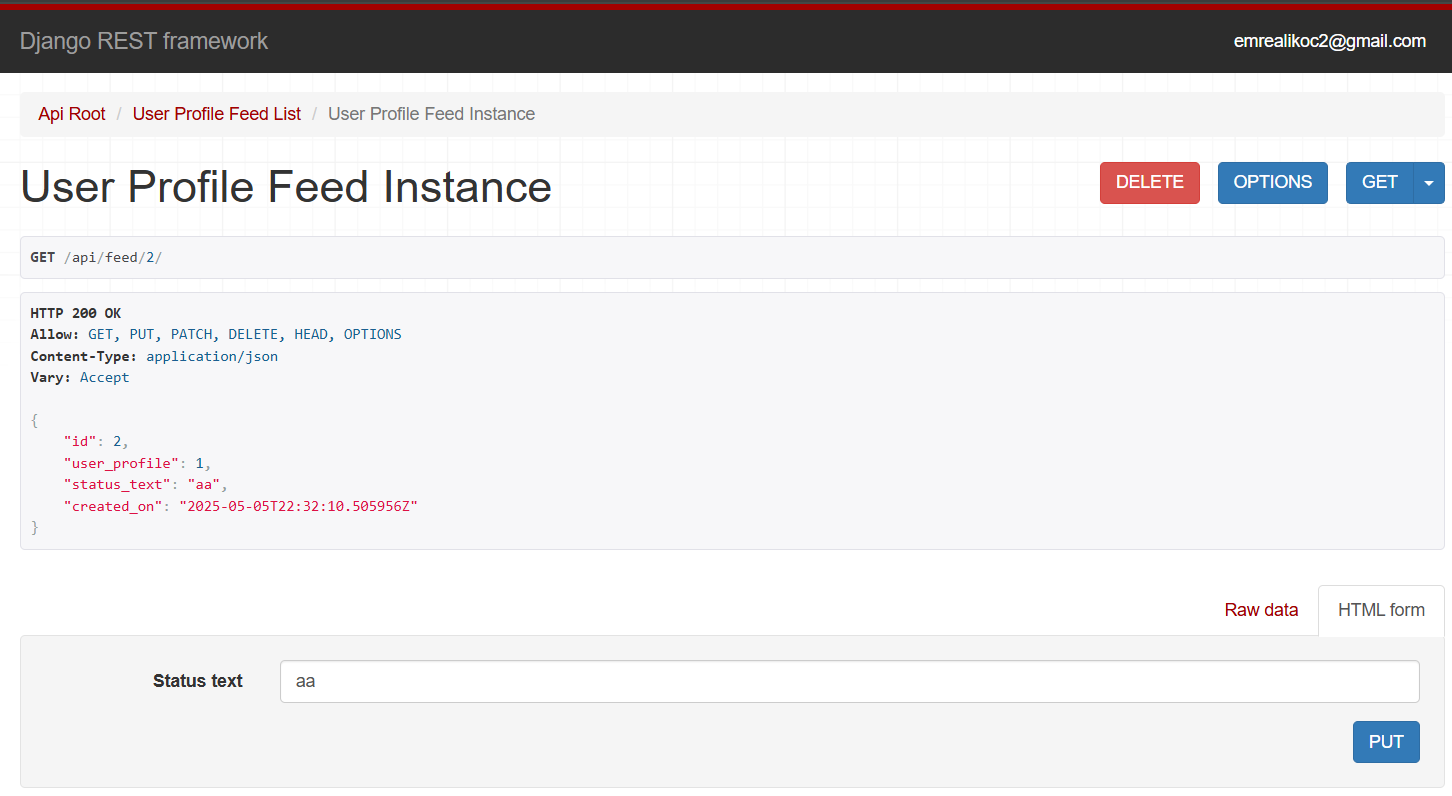 Django REST framework
emrealikoc2@gmail.com
Api Root / User Profile Feed List / User Profile Feed Instance
User Profile Feed Instance
DELETE
OPTIONS
GET
GET /api/feed/2/
HTTP 200 OK
Allow: GET, PUT, PATCH, DELETE, HEAD, OPTIONS
Content-Type: application/json
Vary: Accept
{
    "id": 2,
    "user_profile": 1,
    "status_text": "aa",
    "created_on": "2025-05-05T22:32:10.505956Z"
}
Raw data
HTML form
Status text
aa
PUT